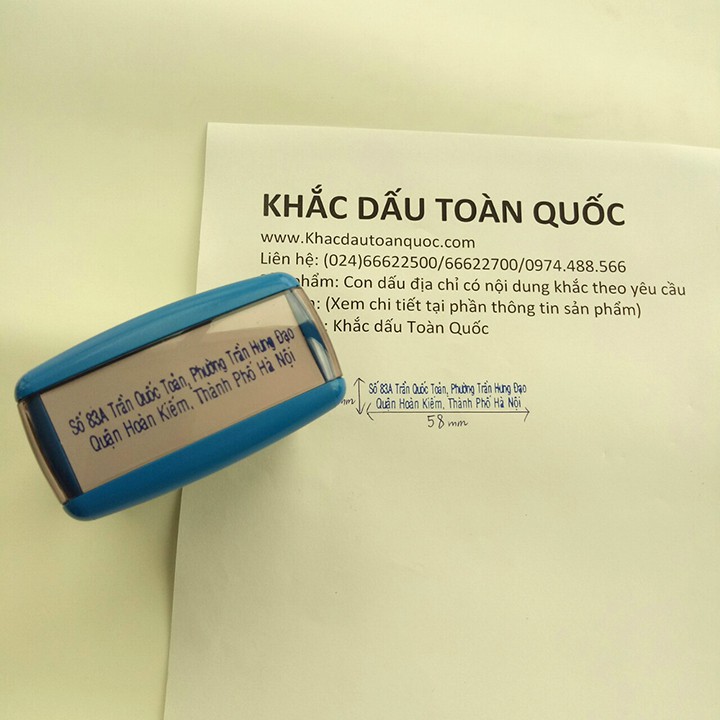 KHẮC DẤU TOÀN QUỐC
www.Khacdautoanquoc.com
Liên hệ: (024)66622500/66622700/0974.488.566
phẩm: Con dấu địa chỉ có nội dung khắc theo yêu cầu
(Xem chi tiết tại phần thông tin sản phẩm)
: Khắc dấu Toàn Quốc
Số 83A Trần Quốc Toản, Phường Trần Hưng Đạo
Quận Hoàn Kiếm, Thành Phố Hà Nội
Số 83A Trần Quốc Toản, Phường Trần Hưng Đạo
Quận Hoàn Kiếm, Thành Phố Hà Nội
58 mm